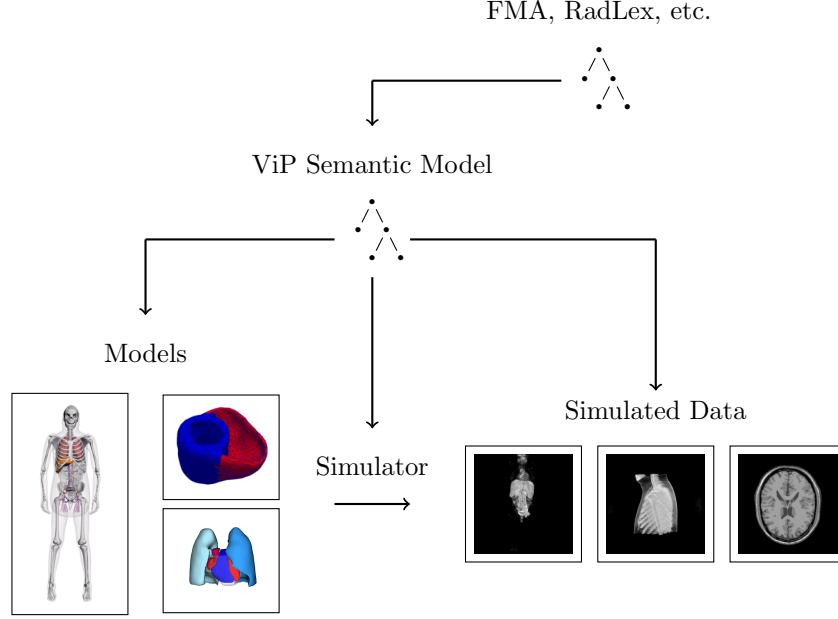 FMA, RadLex, etc.
ViP Semantic Model
Models
Simulated Data
Simulator